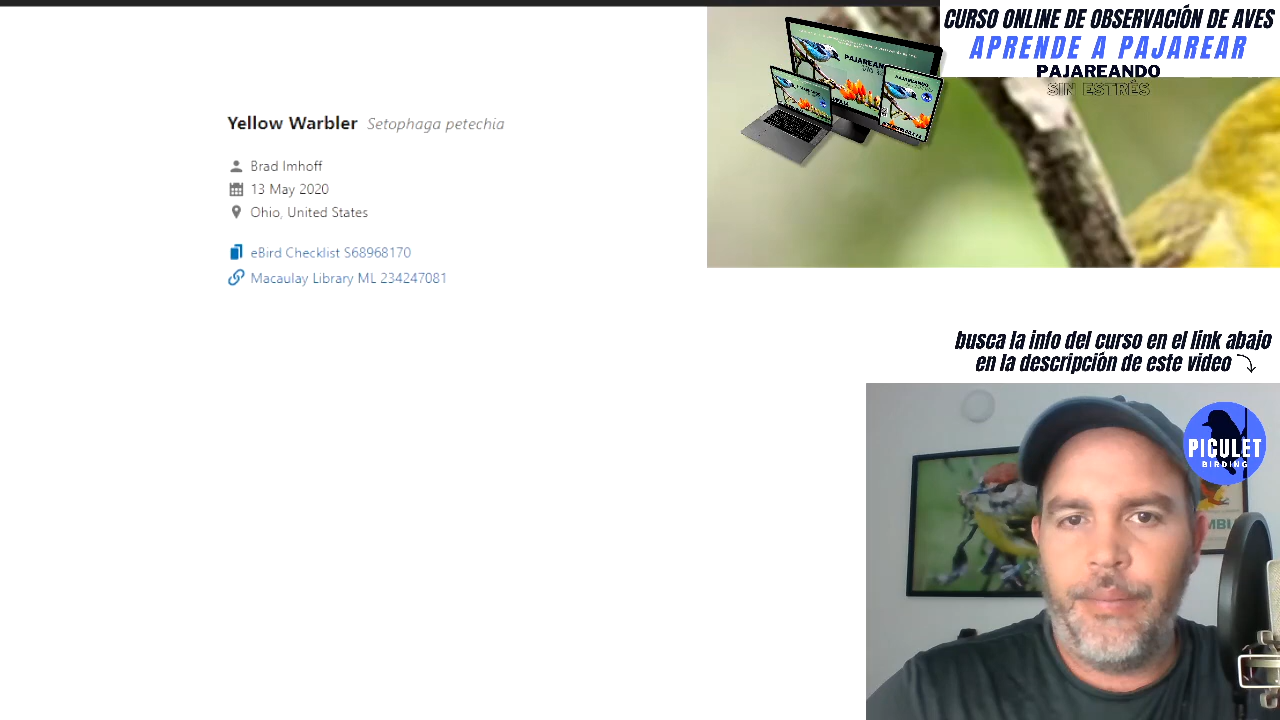 CURSO ONLINE DE OBSERVACIÓN DE AVES
APRENDE A PAJAREAR
PAJAREANDO
SIN ESTRÉS
Yellow Warbler Setophaga petechia
Brad Imhoff
13 May 2020
Ohio, United States
eBird Checklist S68968170
Macaulay Library ML 234247081
busca la info del curso en el link abajo
en la descripción de este video
PICULET
BIRDING